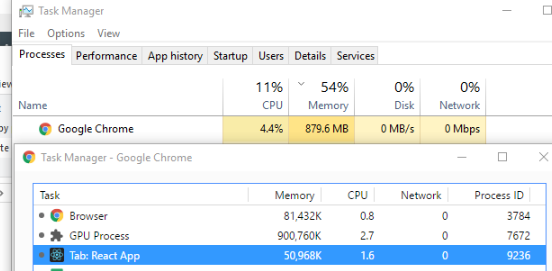 Task Manager
File Options View
Processes Performance App history Startup Users Details Services
11% 54% 0% 0%
Name CPU Memory Disk Network
Google Chrome 4.4% 879.6 MB 0 MB/s 0 Mbps
Task Manager - Google Chrome
Task Memory CPU Network Process ID
Browser 81,432K 0.8 0 3784
GPU Process 900,760K 2.7 0 7672
Tab: React App 50,968K 1.6 0 9236